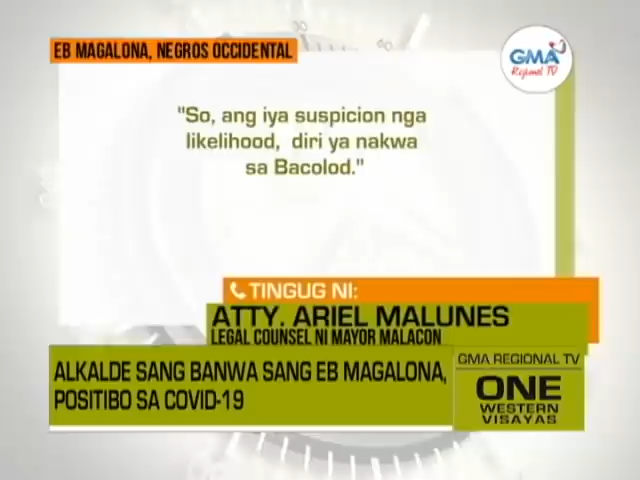 EB MAGALONA, NEGROS OCCIDENTAL
GMA
Regional TV
"So, ang iya suspicion nga
likelihood, diri ya nakwa
sa Bacolod."
TINGUG NI:
ATTY. ARIEL MALUNES
LEGAL COUNSEL NI MAYOR MALACON
ALKALDE SANG BANWA SANG EB MAGALONA,
POSITIBO SA COVID-19
GMA REGIONAL TV
ONE
WESTERN
VISAYAS